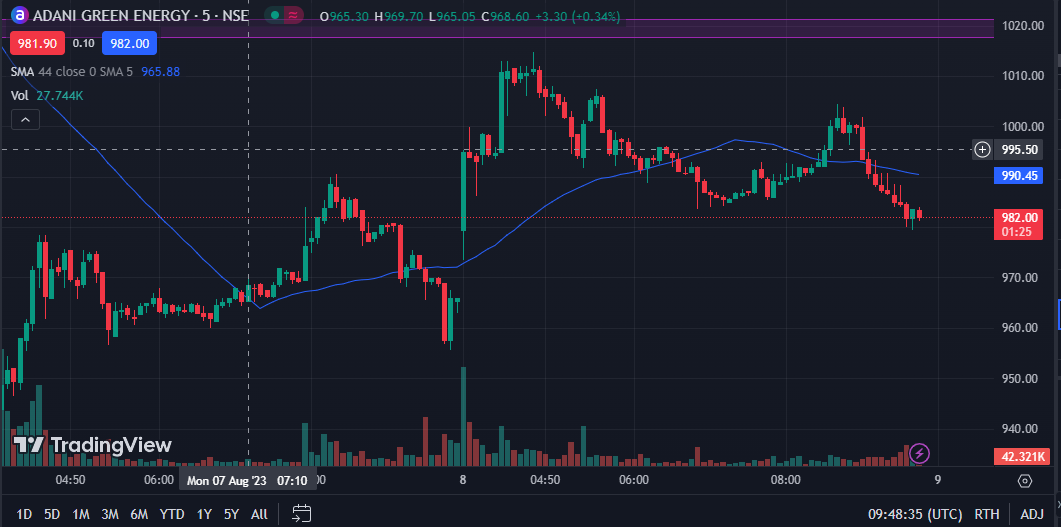 a ADANI GREEN ENERGY · 5 · NSE ≈ O965.30 H969.70 L965.05 C968.60 +3.30 (+0.34%)
981.90 0.10 982.00
SMA 44 close 0 SMA 5 965.88
Vol 27.744K
1020.00
1010.00
1000.00
995.50
990.45
982.00
01:25
970.00
960.00
950.00
940.00
42.321K
TradingView
04:50 06:00 Mon 07 Aug '23 07:10 :00 8 04:50 06:00 08:00 9
1D 5D 1M 3M 6M YTD 1Y 5Y All 09:48:35 (UTC) RTH ADJ